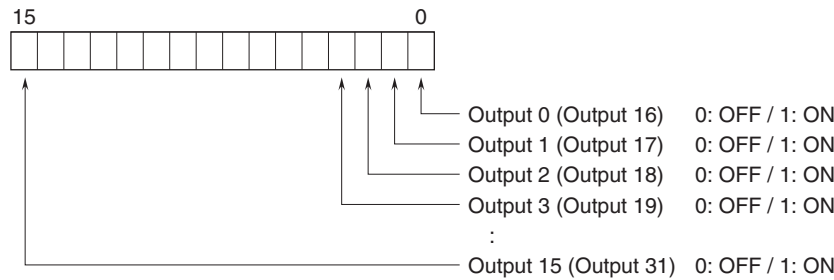 15 0
Output 0 (Output 16) 0: OFF / 1: ON
Output 1 (Output 17) 0: OFF / 1: ON
Output 2 (Output 18) 0: OFF / 1: ON
Output 3 (Output 19) 0: OFF / 1: ON
:
Output 15 (Output 31) 0: OFF / 1: ON